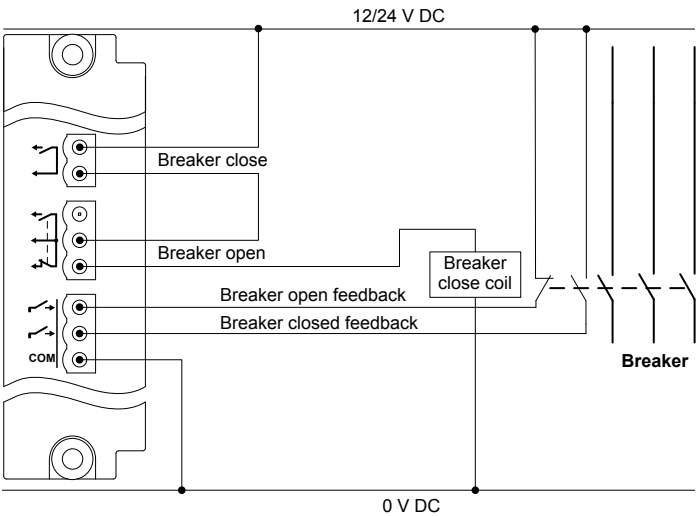 12/24 V DC
Breaker close
Breaker open
Breaker
close coil
Breaker open feedback
Breaker closed feedback
COM
Breaker
0 V DC